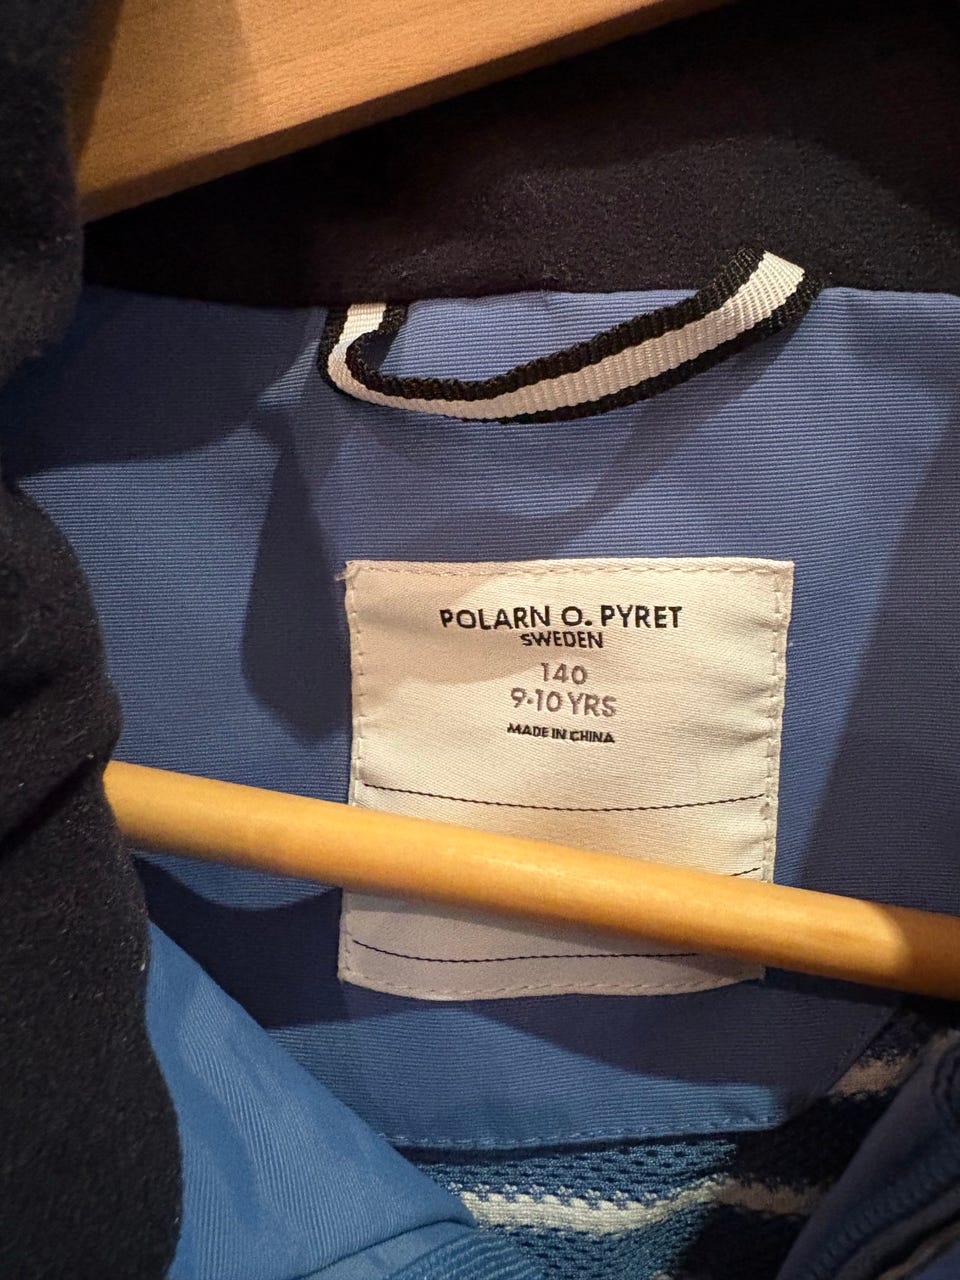 POLARN O. PYRET
SWEDEN
140
9-10 YRS
MADE IN CHINA